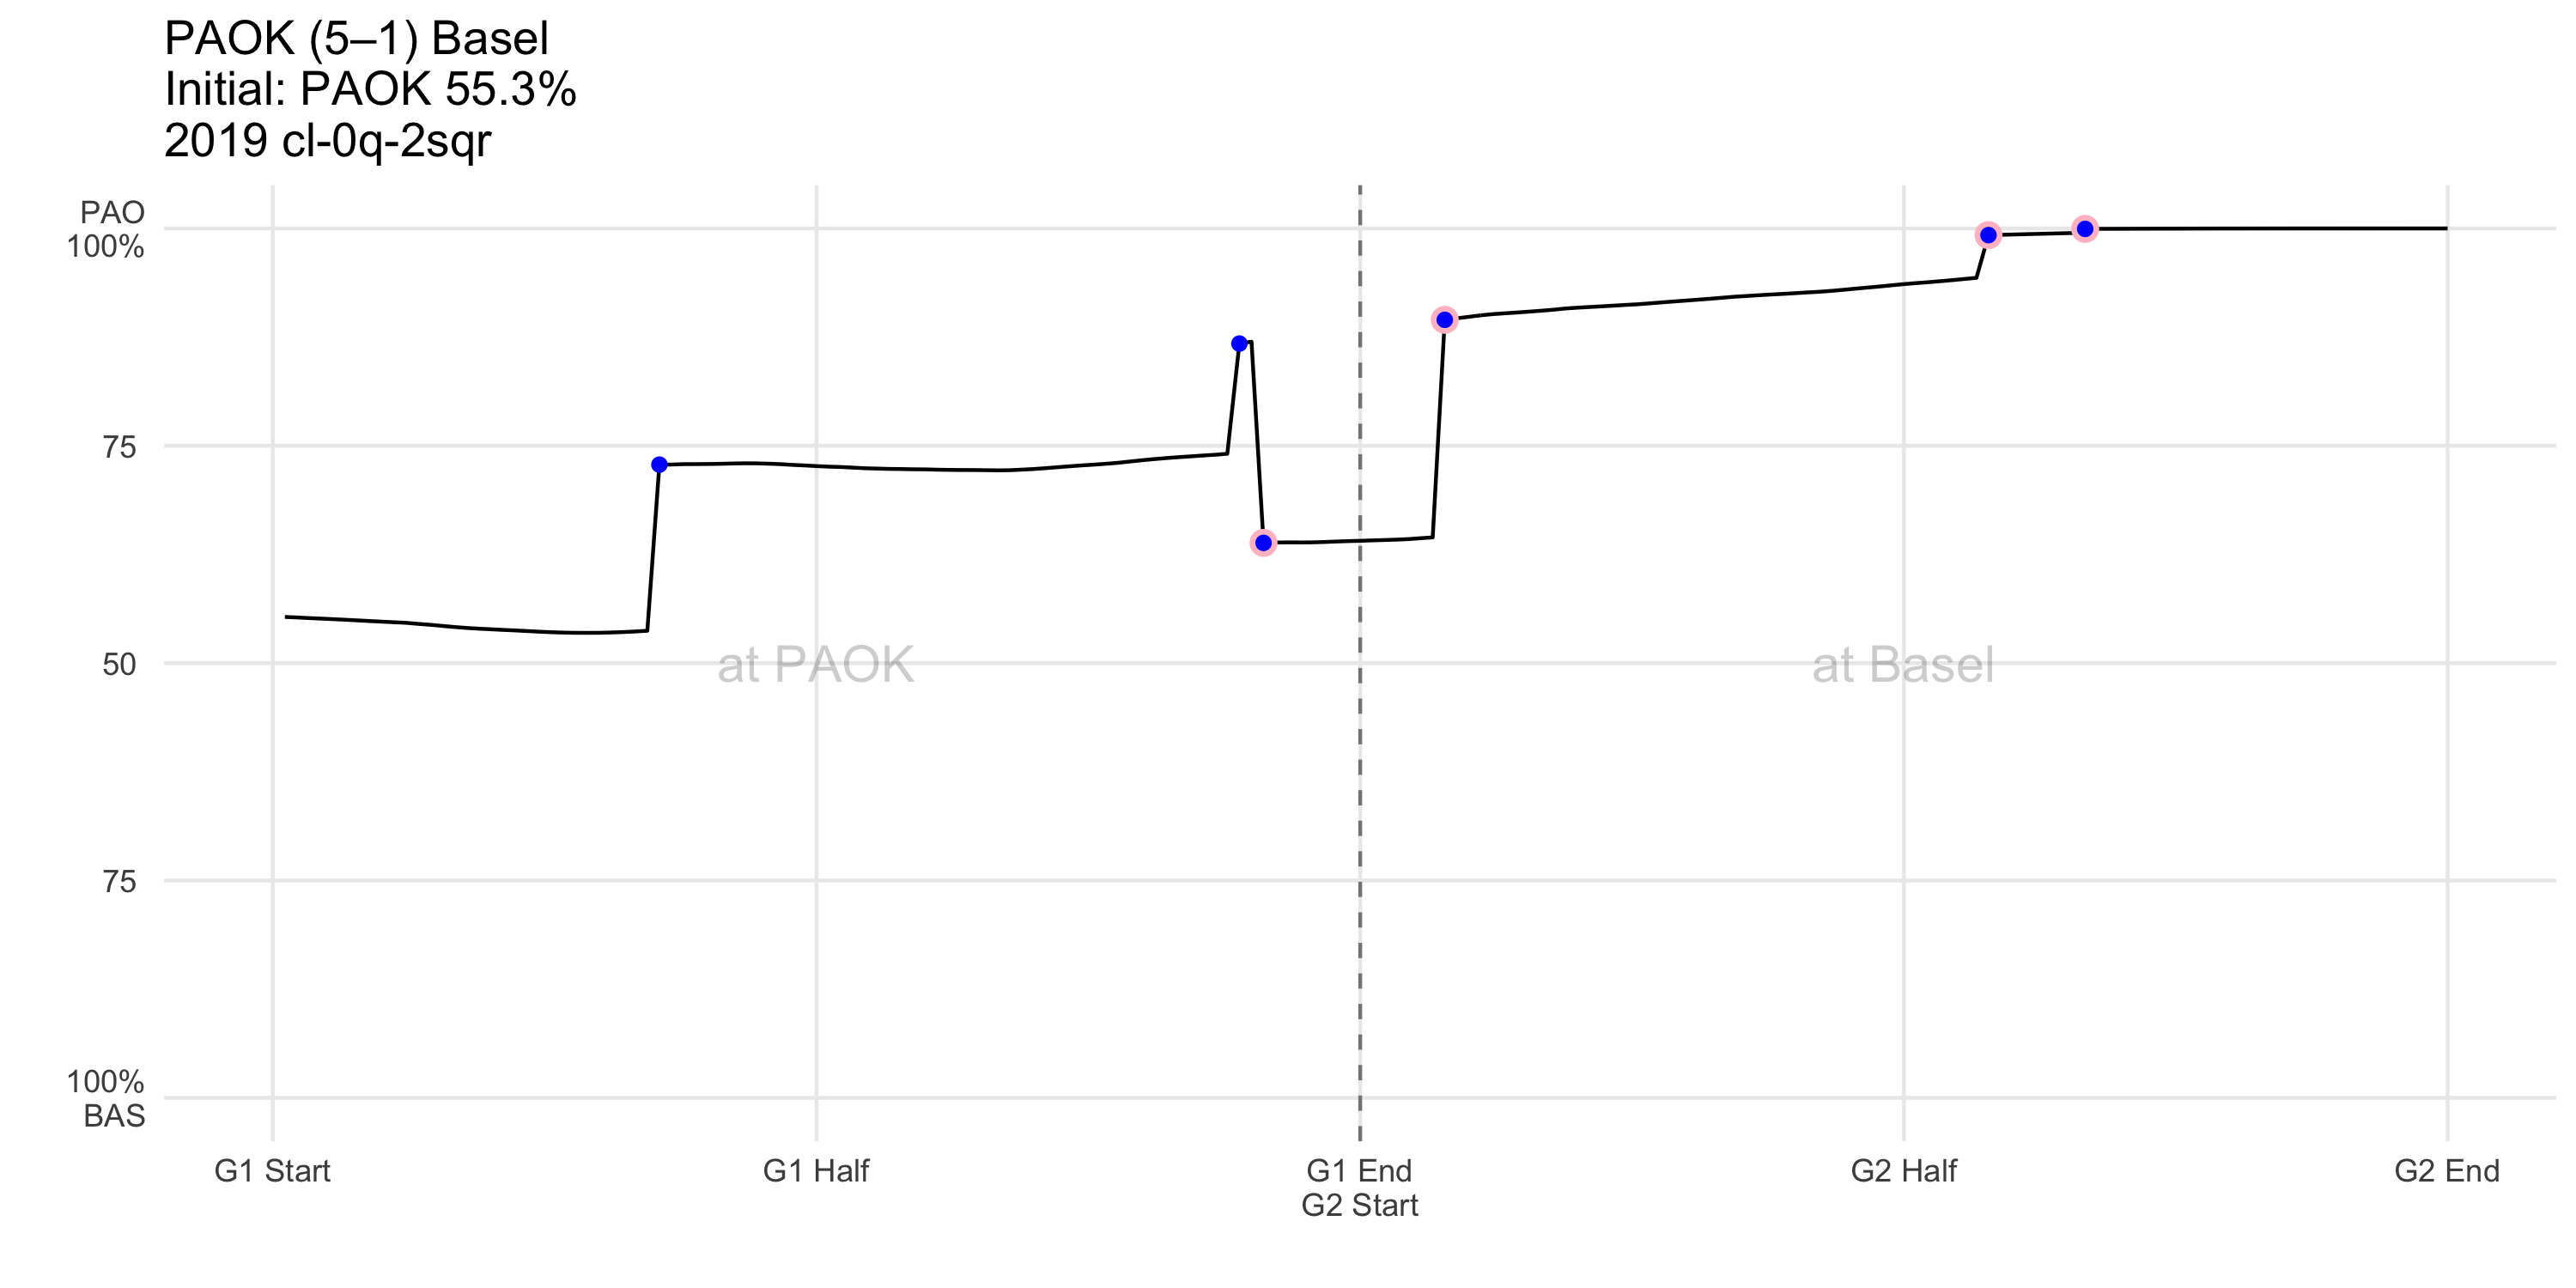 PAOK (5–1) Basel
Initial: PAOK 55.3%
2019 cl-0q-2sqr
PAO
100%
75
50
75
100%
BAS
at PAOK
at Basel
G1 Start
G1 Half
G1 End
G2 Start
G2 Half
G2 End